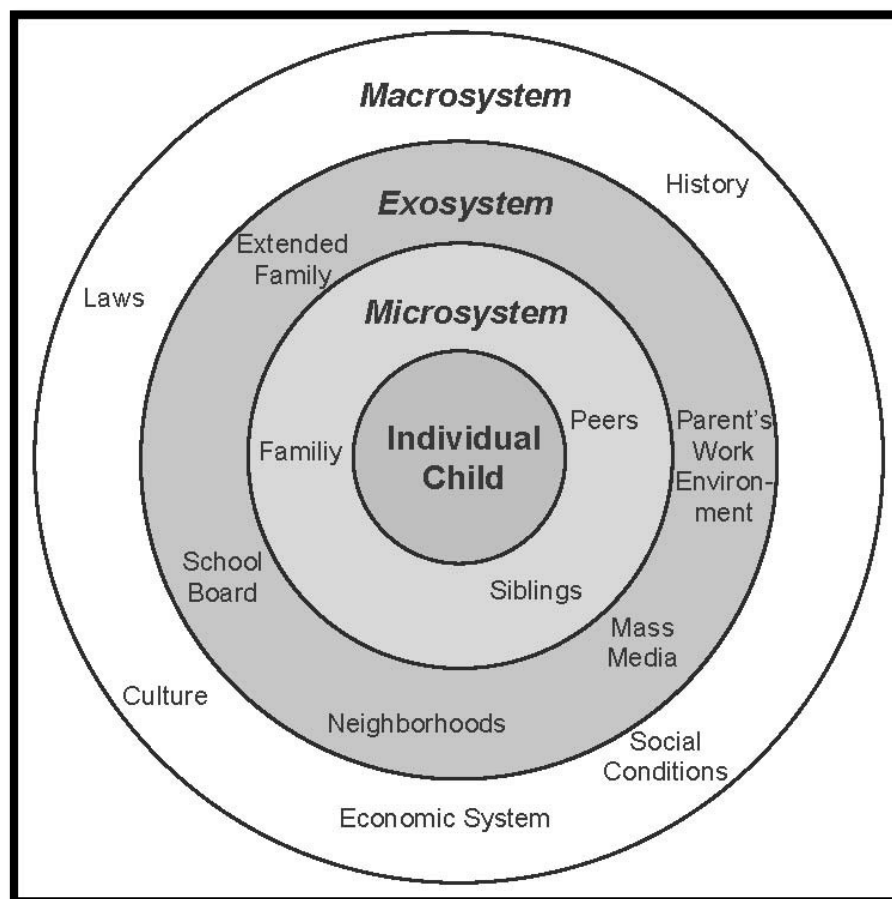 Macrosystem
History
Exosystem
Extended
Family
Laws
Microsystem
Individual
Child
Familiy
Peers
Parent's
Work
Environ-
ment
School
Board
Siblings
Mass
Media
Culture
Neighborhoods
Social
Conditions
Economic System